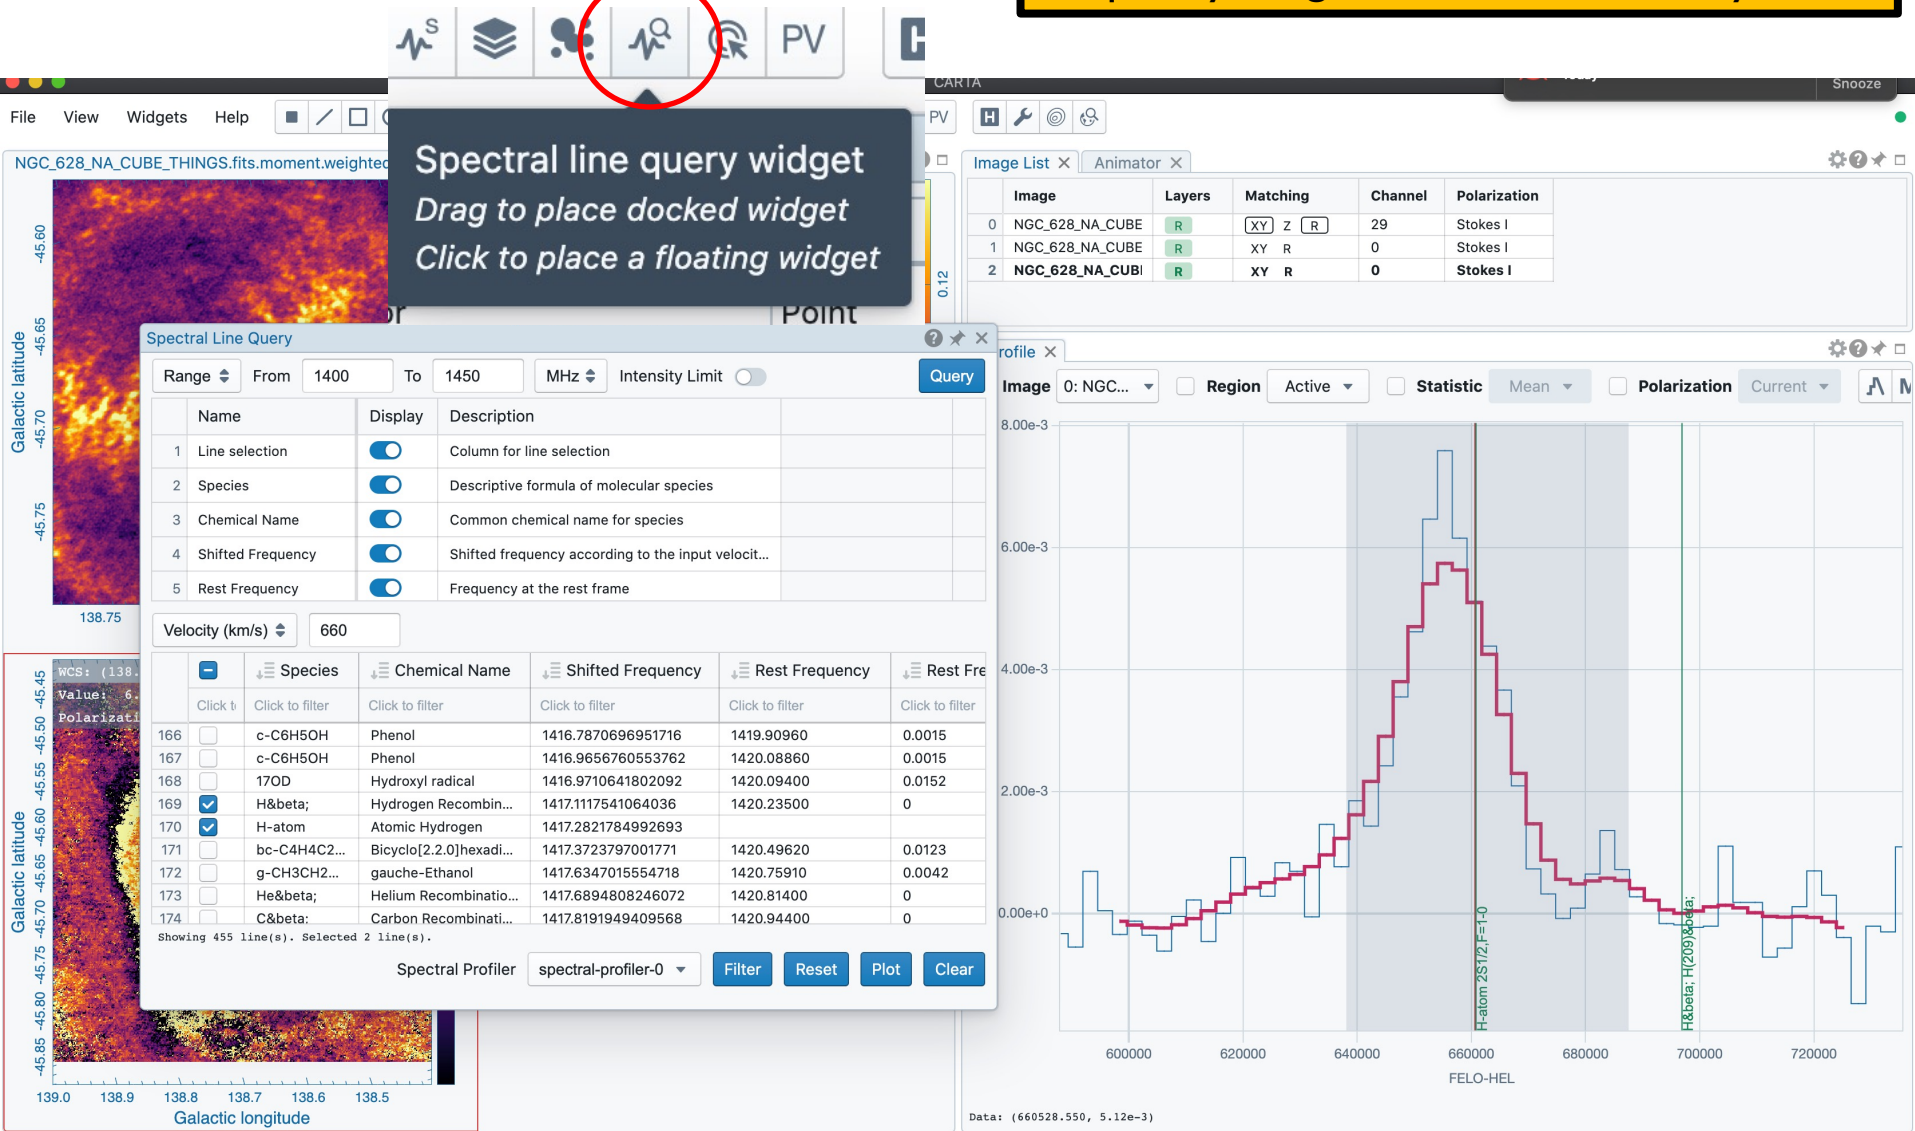 S
PV
H
CARTA
Snooze
File View Widgets Help
PV
H
Spectral line query widget
Drag to place docked widget
Click to place a floating widget
Point
NGC_628_NA_CUBE_THINGS.fits.moment.weighted
-45.60
-45.65
-45.70
-45.75
Galactic latitude
138.75
0.12
Image List Animator
Image Layers Matching Channel Polarization
0 NGC_628_NA_CUBE R XY Z R 29 Stokes I
1 NGC_628_NA_CUBE R XY R 0 Stokes I
2 NGC_628_NA_CUB R XY R 0 Stokes I
Spectral Line Query
Range From 1400 To 1450 MHz Intensity Limit Query
Name Display Description
1 Line selection Column for line selection
2 Species Descriptive formula of molecular species
3 Chemical Name Common chemical name for species
4 Shifted Frequency Shifted frequency according to the input velocit...
5 Rest Frequency Frequency at the rest frame
Velocity (km/s) 660
Species Chemical Name Shifted Frequency Rest Frequency Rest Fre
Click t Click to filter Click to filter Click to filter Click to filter Click to filter
166 c-C6H5OH Phenol 1416.7870696951716 1419.90960 0.0015
167 c-C6H5OH Phenol 1416.9656760553762 1420.08860 0.0015
168 17OD Hydroxyl radical 1416.9710641802092 1420.09400 0.0152
169 H&beta; Hydrogen Recombin... 1417.1117541064036 1420.23500 0
170 H-atom Atomic Hydrogen 1417.2821784992693
171 bc-C4H4C2... Bicyclo[2.2.0]hexadi... 1417.3723797001771 1420.49620 0.0123
172 g-CH3CH2... gauche-Ethanol 1417.6347015554718 1420.75910 0.0042
173 He&beta; Helium Recombinatio... 1417.6894808246072 1420.81400 0
174 C&beta; Carbon Recombinati... 1417.8191949409568 1420.94400 0
Showing 455 line(s). Selected 2 line(s).
Spectral Profiler spectral-profiler-0 Filter Reset Plot Clear
rofile
Image 0: NGC... Region Active Statistic Mean Polarization Current
8.00e-3
6.00e-3
4.00e-3
2.00e-3
0.00e+0
H-atom 2S1/2,F=1-0
H&beta; H(209)&beta;
600000 620000 640000 660000 680000 700000 720000
FELO-HEL
Data: (660528.550, 5.12e-3)
WCS: (138.
Value: 6.
Polarizati
-45.45
-45.50
-45.55
-45.60
-45.65
-45.70
-45.75
-45.80
-45.85
Galactic latitude
139.0 138.9 138.8 138.7 138.6 138.5
Galactic longitude